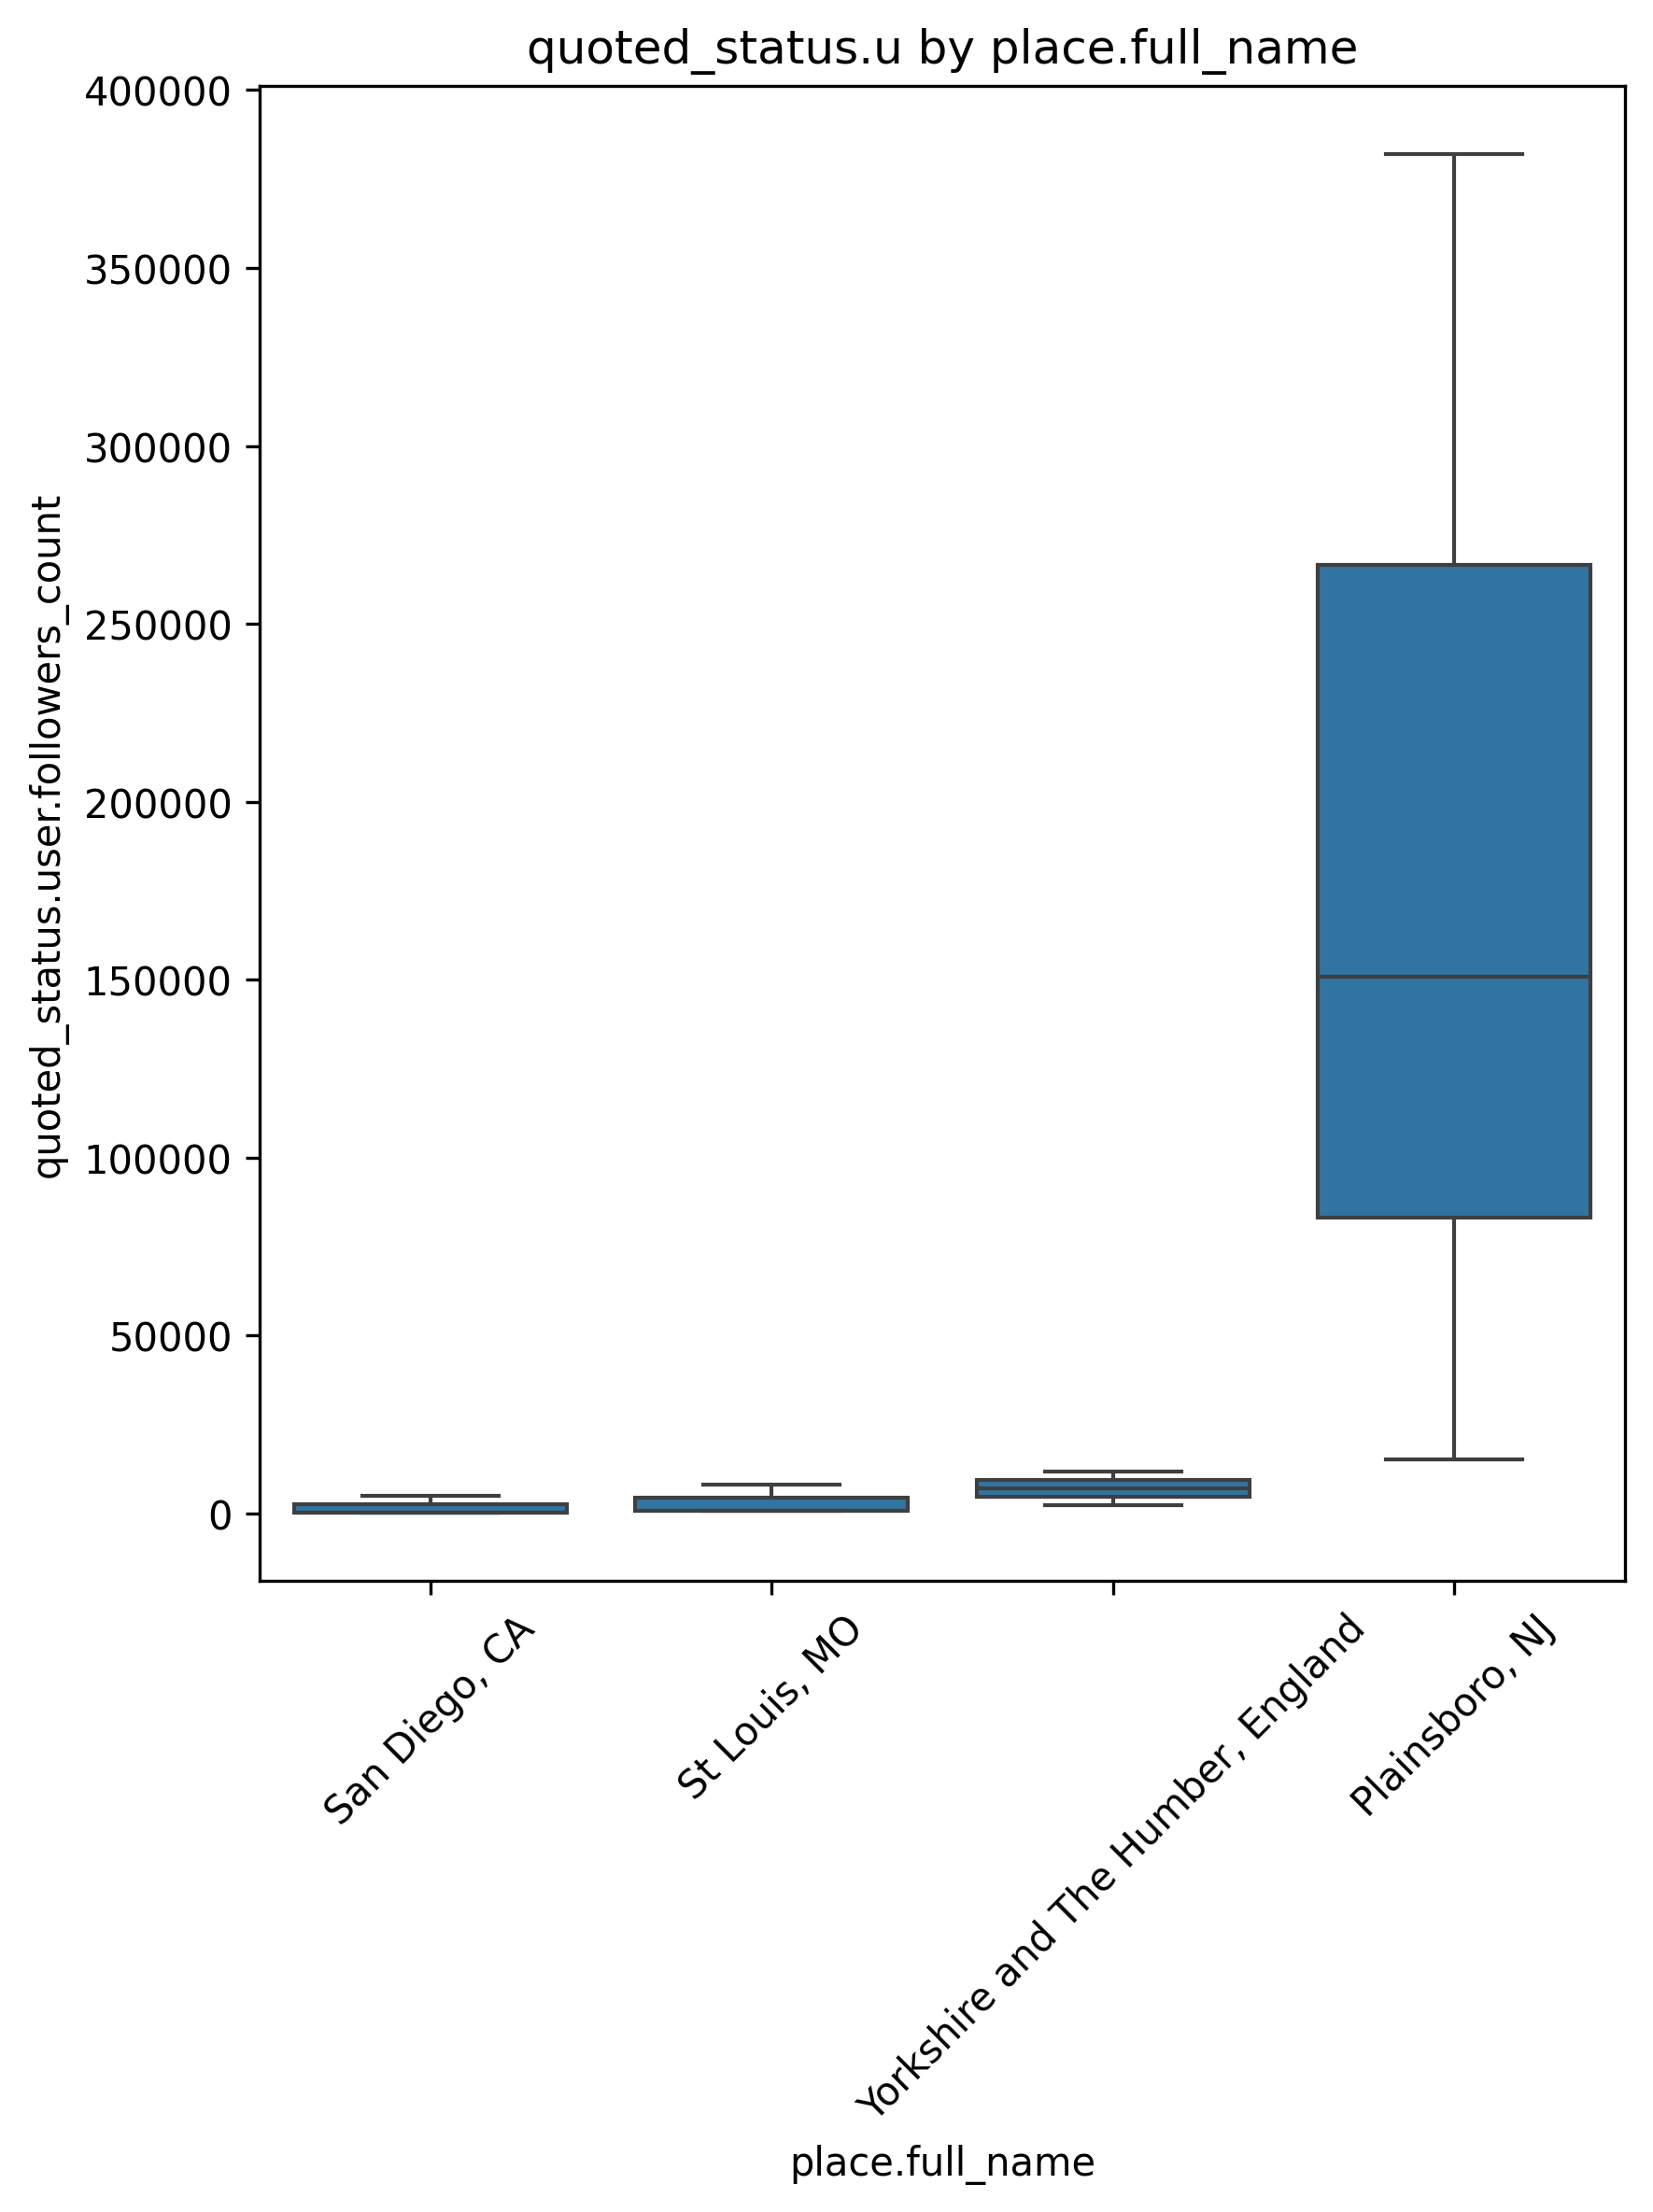 quoted_status.u by place.full_name
quoted_status.user.followers_count
400000
350000
300000
250000
200000
150000
100000
50000
0
San Diego, CA
St Louis, MO
Yorkshire and The Humber, England
Plainsboro, NJ
place.full_name